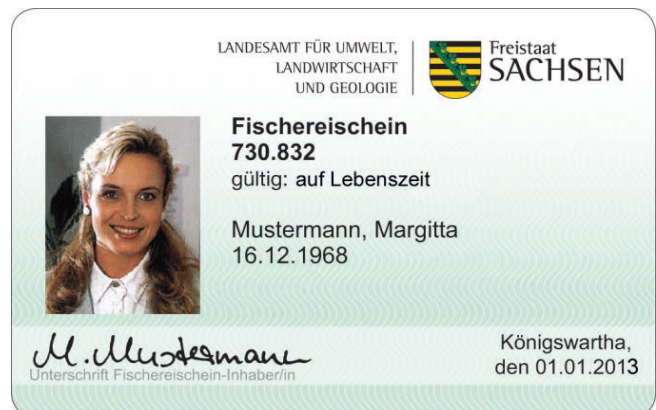 LANDESAMT FÜR UMWELT,
LANDWIRTSCHAFT
UND GEOLOGIE
Freistaat
SACHSEN
Fischereischein
730.832
gültig: auf Lebenszeit
Mustermann, Margitta
16.12.1968
M. Mustermann
Unterschrift Fischereischein-Inhaber/in
Königswartha,
den 01.01.2013